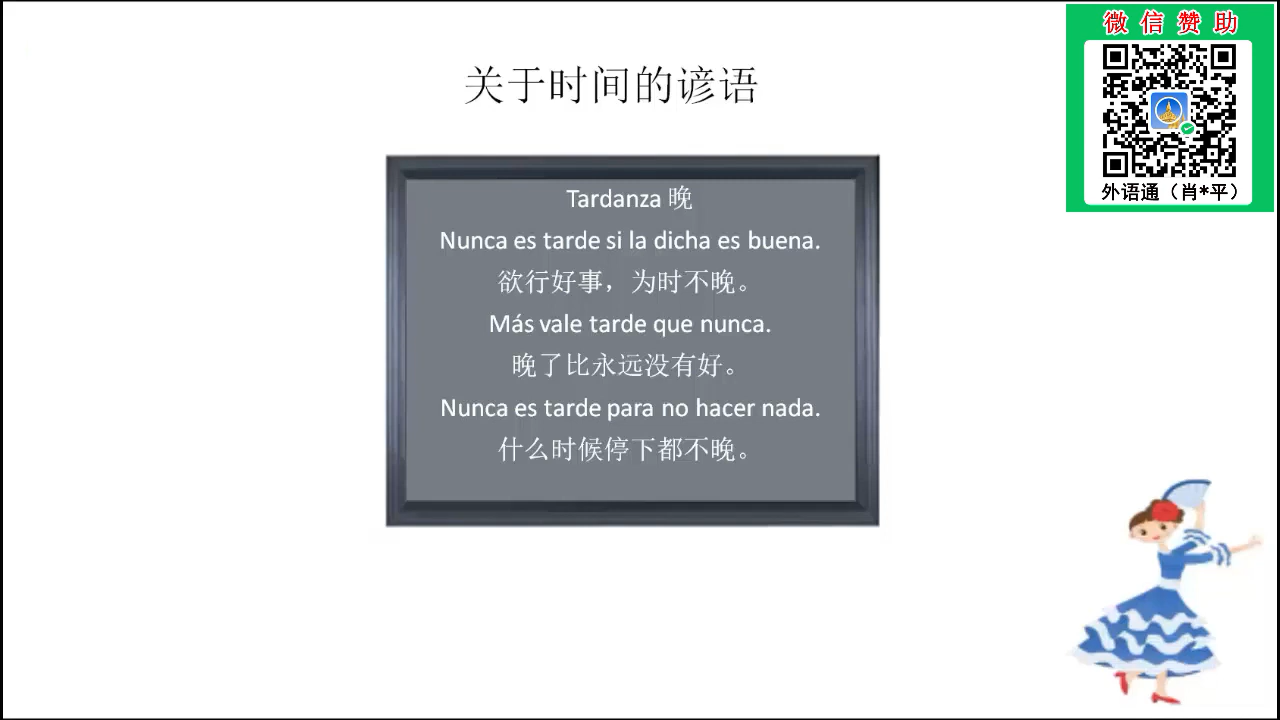 微信赞助
关于时间的谚语
外语通（肖*平）
Tardanza 晚
Nunca es tarde si la dicha es buena.
欲行好事，为时不晚。
Más vale tarde que nunca.
晚了比永远没有好。
Nunca es tarde para no hacer nada.
什么时候停下都不晚。